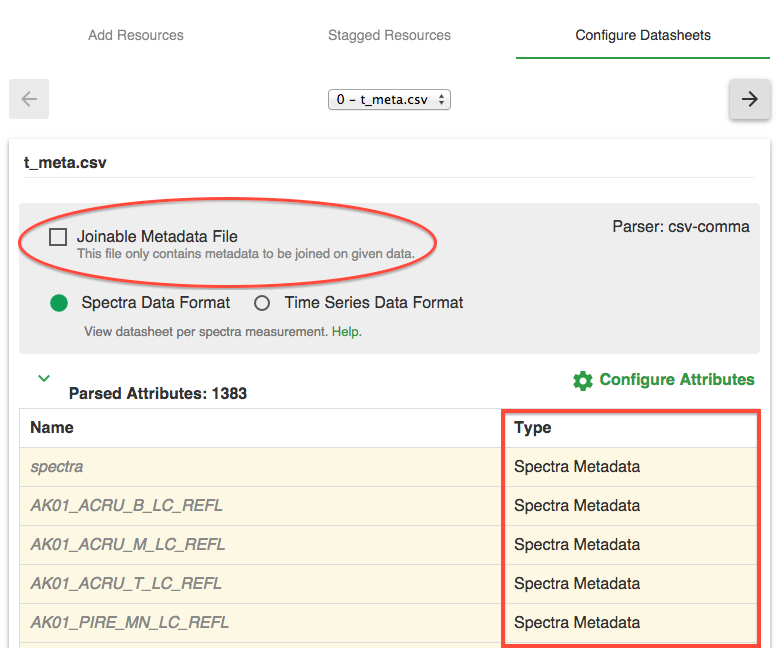 Add Resources
Stagged Resources
Configure Datasheets
0 - t_meta.csv
t_meta.csv
Joinable Metadata File
Parser: csv-comma
This file only contains metadata to be joined on given data.
Spectra Data Format
Time Series Data Format
View datasheet per spectra measurement. Help.
Parsed Attributes: 1383
Configure Attributes
Name
Type
spectra
Spectra Metadata
AK01_ACRU_B_LC_REFL
Spectra Metadata
AK01_ACRU_M_LC_REFL
Spectra Metadata
AK01_ACRU_T_LC_REFL
Spectra Metadata
AK01_PIRE_MN_LC_REFL
Spectra Metadata